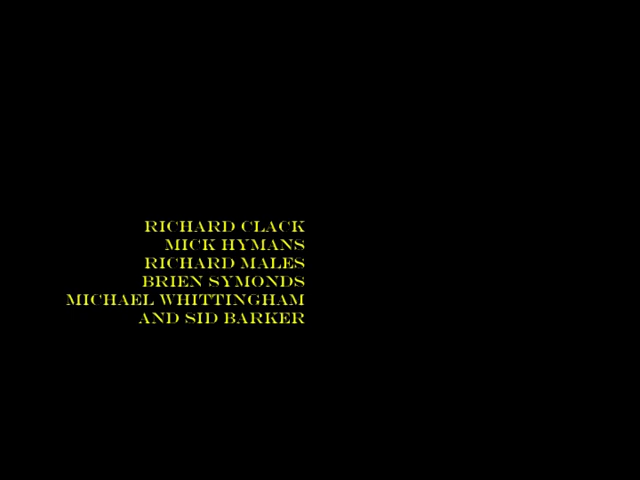 RICHARD CLACK
MICK HYMANS
RICHARD MALES
BRIEN SYMONDS
MICHAEL WHITTINGHAM
AND SID BARKER